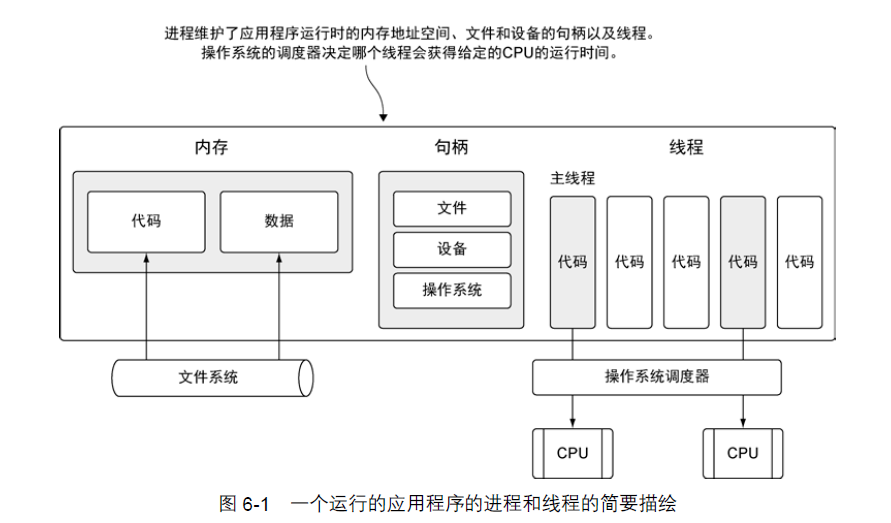 进程维护了应用程序运行时的内存地址空间、文件和设备的句柄以及线程。
操作系统的调度器决定哪个线程会获得给定的CPU的运行时间。
内存
句柄
线程
主线程
代码
数据
文件
设备
操作系统
代码
代码
代码
代码
代码
文件系统
操作系统调度器
CPU
CPU
图 6-1 一个运行的应用程序的进程和线程的简要描绘